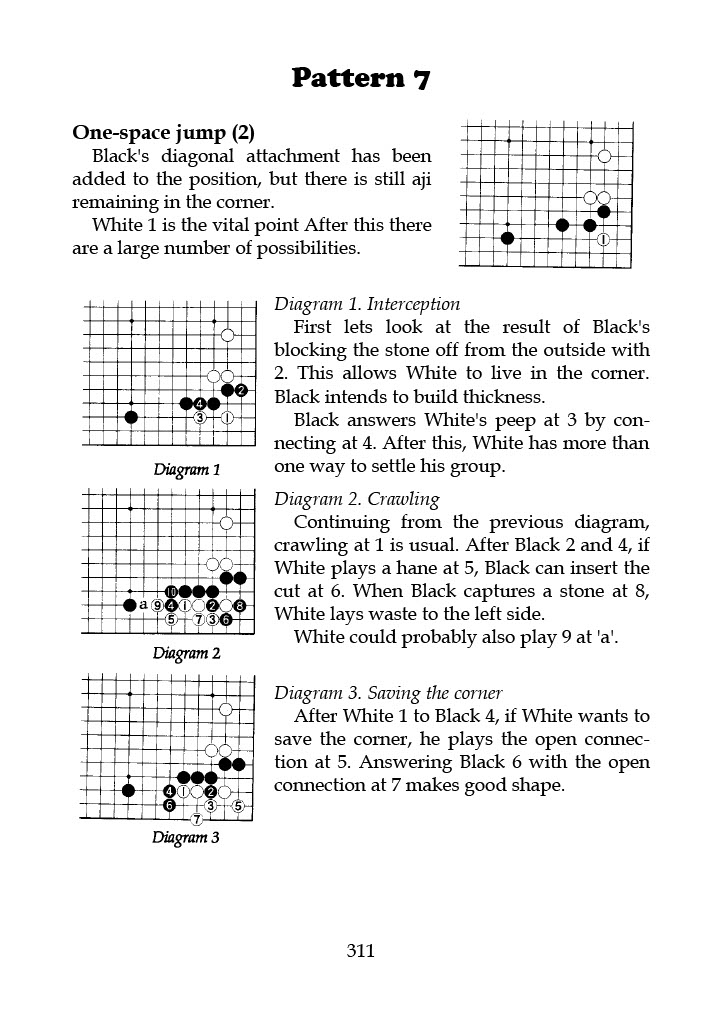 Pattern 7
One-space jump (2)
Black's diagonal attachment has been
added to the position, but there is still aji
remaining in the corner.
White 1 is the vital point After this there
are a large number of possibilities.
1
Diagram 1. Interception
First lets look at the result of Black's
blocking the stone off from the outside with
2. This allows White to live in the corner.
Black intends to build thickness.
Black answers White's peep at 3 by con-
necting at 4. After this, White has more than
one way to settle his group.
2
4
3 1
Diagram 1
Diagram 2. Crawling
Continuing from the previous diagram,
crawling at 1 is usual. After Black 2 and 4, if
White plays a hane at 5, Black can insert the
cut at 6. When Black captures a stone at 8,
White lays waste to the left side.
White could probably also play 9 at 'a'.
10
a 9 4 1 2 8
5 7 3 6
Diagram 2
Diagram 3. Saving the corner
After White 1 to Black 4, if White wants to
save the corner, he plays the open connec-
tion at 5. Answering Black 6 with the open
connection at 7 makes good shape.
4 1 2
6 3 5
7
Diagram 3
311